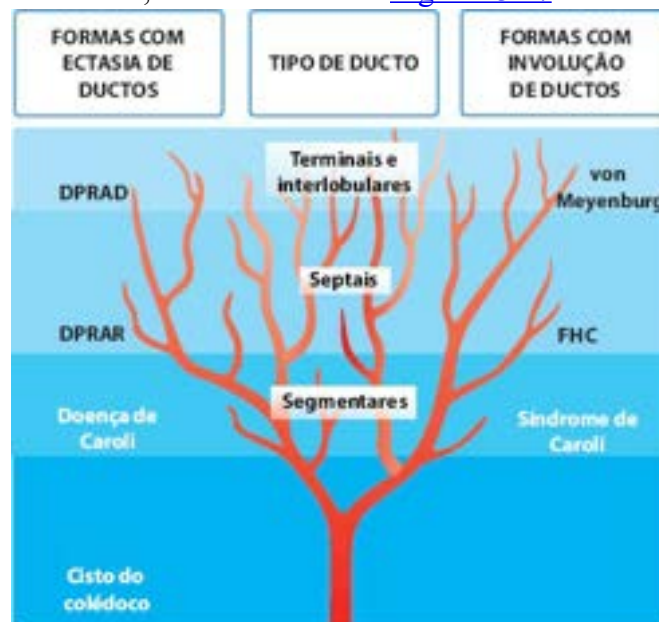 FORMAS COM
ECTASIA DE
DUCTOS
TIPO DE DUCTO
FORMAS COM
INVOLUÇÃO
DE DUCTOS
Terminais e
interlobulares
DPRAD
von
Meyenburg
Septais
DPRAR
FHC
Segmentares
Doença de
Caroli
Síndrome de
Caroli
Cisto do
colédoco